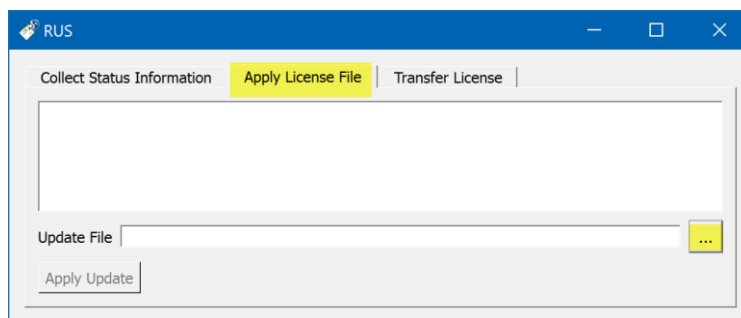 RUS
Collect Status Information Apply License File Transfer License
Update File ...
Apply Update